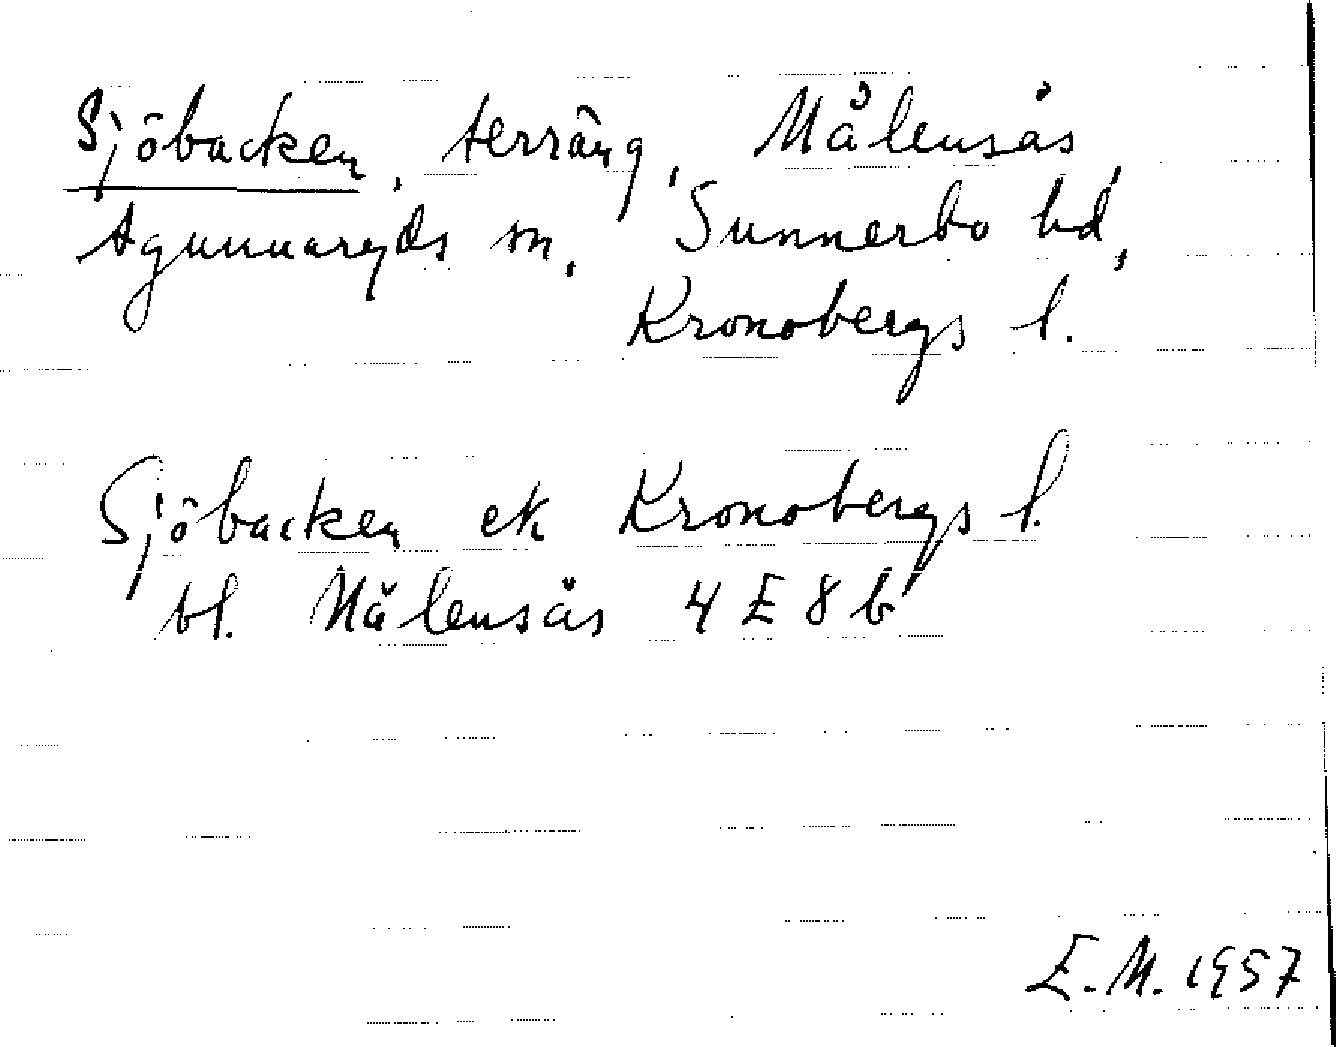 Sjöbacken, terräng, Målensås,
Agunnaryds sn, Sunnerbo hd,
Kronobergs l.
Sjöbacken ek Kronobergs l.
bl. Målensås 4 E 8 b
E.M. 1957